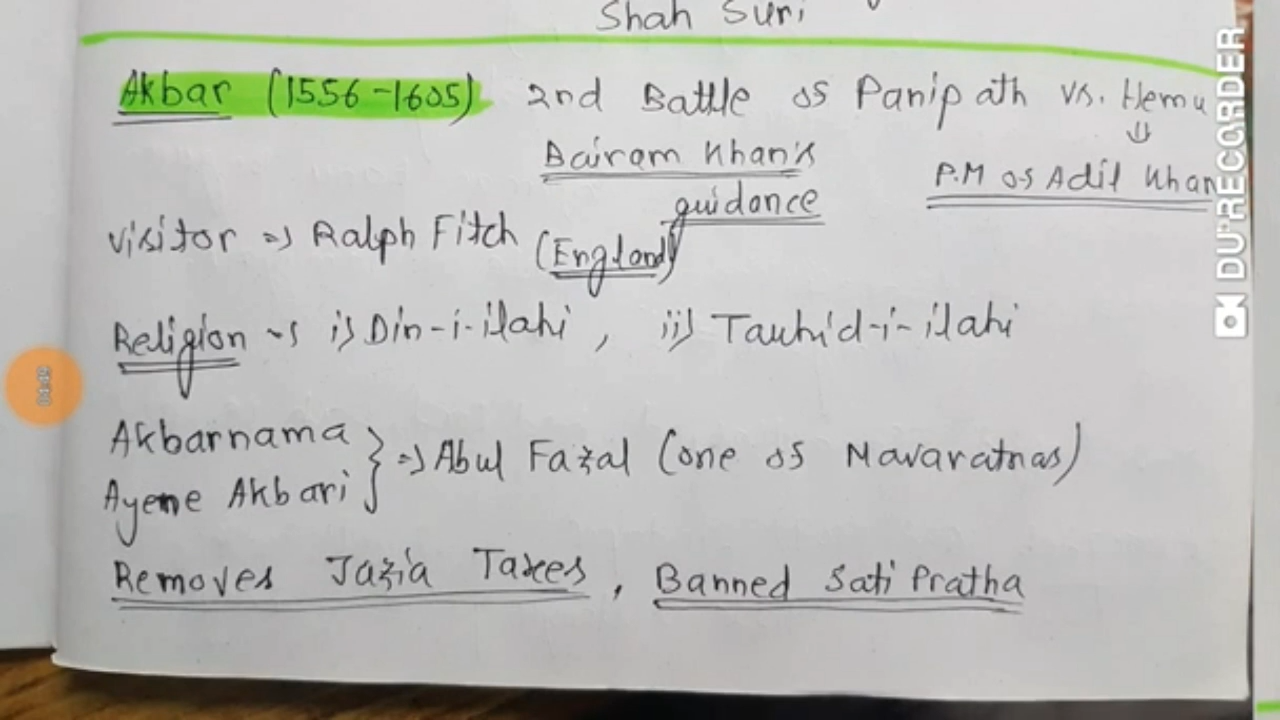 Shah Suri
Akbar (1556-1605) 2nd Battle of Panipath vs. Hemu
⇓
Bairam Khan's guidance
P.M of Adil Khan
Visitor ⇒ Ralph Fitch (England)
Religion → i) Din-i-ilahi, ii) Tauhid-i-ilahi
Akbarnama
Ayene Akbari } ⇒ Abul Fazal (one of Navaratnas)
Removes Jazia Taxes, Banned Sati Pratha
DU RECORDER
01:49